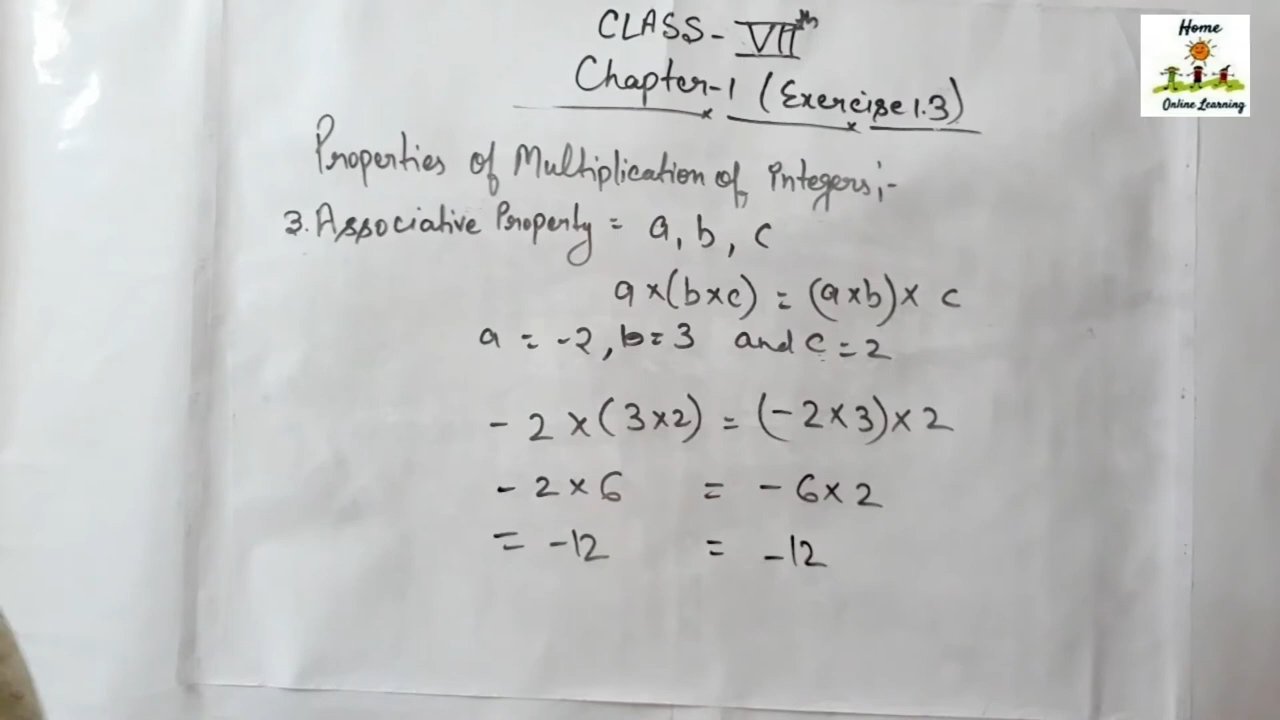 CLASS - VIIth
Chapter-1 (Exercise 1.3)
Properties of Multiplication of Integers;-
3. Associative Property = a, b, c
a×(b×c) = (a×b)× c
a = -2, b = 3 and c = 2
- 2 ×(3×2) = (-2×3)×2
- 2×6 = - 6×2
= -12 = -12
Home
Online Learning